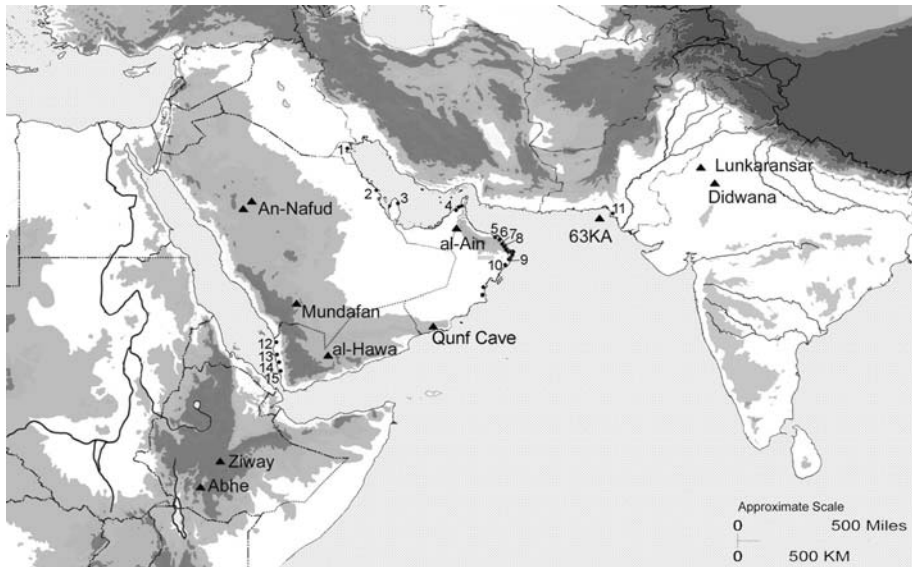 Lunkaransar
Didwana
1
2
3
An-Nafud
4
11
63KA
5
6
7
8
al-Ain
9
10
Mundafan
Qunf Cave
12
13
al-Hawa
14
15
Ziway
Abhe
Approximate Scale
0 500 Miles
0 500 KM